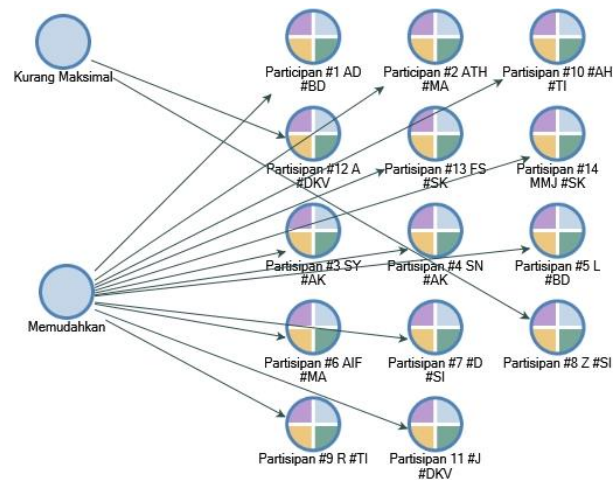 Kurang Maksimal
Participan #1 AD
#BD
Participan #2 ATH
#MA
Partisipan #10 #AH
#TI
Partisipan #12 A
#DKV
Partisipan #13 FS
#SK
Partisipan #14
MMJ #SK
Memudahkan
Partisipan #3 SY
#AK
Partisipan #4 SN
#AK
Partisipan #5 L
#BD
Partisipan #6 AIF
#MA
Partisipan #7 #D
#SI
Partisipan #8 Z #SI
Partisipan #9 R #TI
Partisipan 11 #J
#DKV